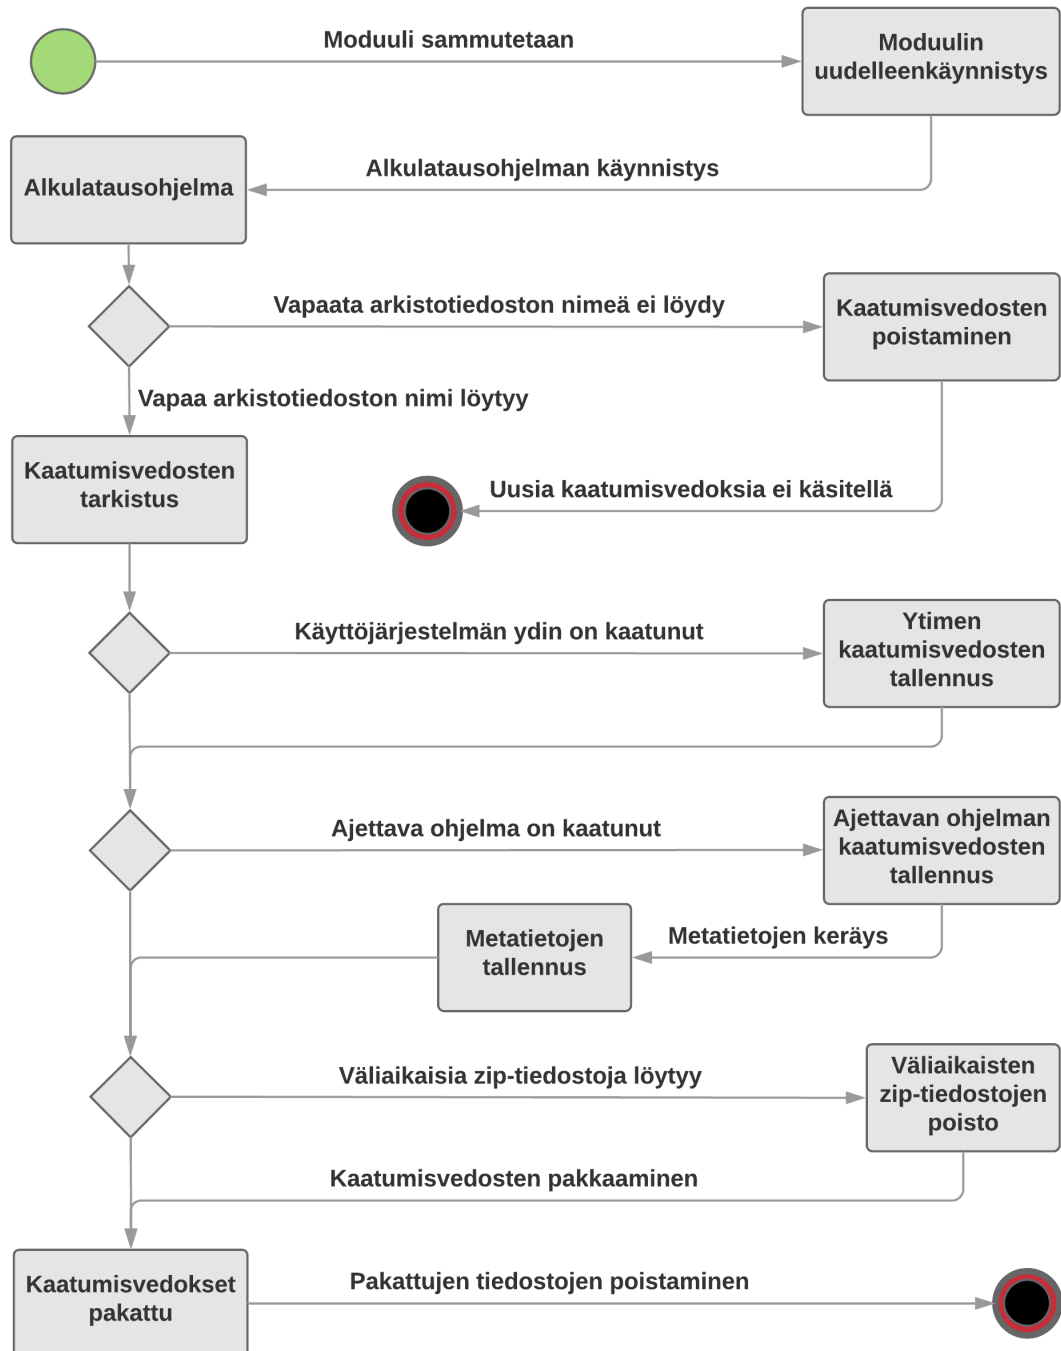 Moduuli sammutetaan
Moduulin
uudelleenkäynnistys
Alkulatausohjelman käynnistys
Alkulatausohjelma
Vapaata arkistotiedoston nimeä ei löydy
Kaatumisvedosten
poistaminen
Vapaa arkistotiedoston nimi löytyy
Kaatumisvedosten
tarkistus
Uusia kaatumisvedoksia ei käsitellä
Käyttöjärjestelmän ydin on kaatunut
Ytimen
kaatumisvedosten
tallennus
Ajettava ohjelma on kaatunut
Ajettavan ohjelman
kaatumisvedosten
tallennus
Metatietojen keräys
Metatietojen
tallennus
Väliaikaisia zip-tiedostoja löytyy
Väliaikaisten
zip-tiedostojen
poisto
Kaatumisvedosten pakkaaminen
Kaatumisvedokset
pakattu
Pakattujen tiedostojen poistaminen